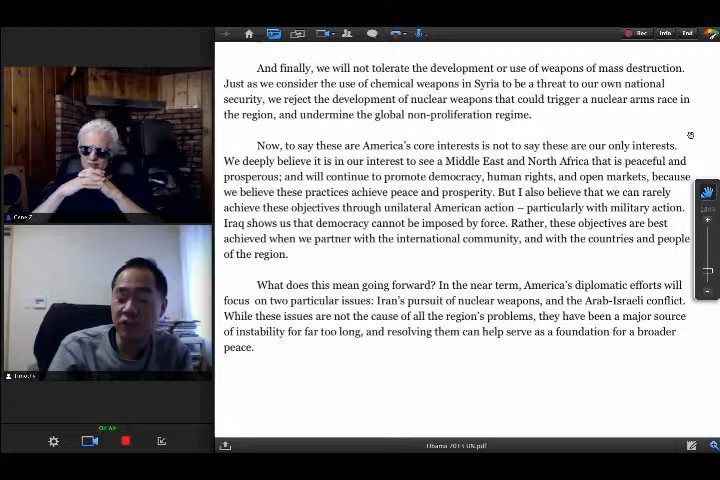 Rec
Info
End
And finally, we will not tolerate the development or use of weapons of mass destruction.
Just as we consider the use of chemical weapons in Syria to be a threat to our own national
security, we reject the development of nuclear weapons that could trigger a nuclear arms race in
the region, and undermine the global non-proliferation regime.
Now, to say these are America's core interests is not to say these are our only interests.
We deeply believe it is in our interest to see a Middle East and North Africa that is peaceful and
prosperous; and will continue to promote democracy, human rights, and open markets, because
we believe these practices achieve peace and prosperity. But I also believe that we can rarely
achieve these objectives through unilateral American action – particularly with military action.
Iraq shows us that democracy cannot be imposed by force. Rather, these objectives are best
achieved when we partner with the international community, and with the countries and people
of the region.
What does this mean going forward? In the near term, America's diplomatic efforts will
focus on two particular issues: Iran's pursuit of nuclear weapons, and the Arab-Israeli conflict.
While these issues are not the cause of all the region's problems, they have been a major source
of instability for far too long, and resolving them can help serve as a foundation for a broader
peace.
Gene Z
Timothy
On Air
Obama 2013 UN.pdf